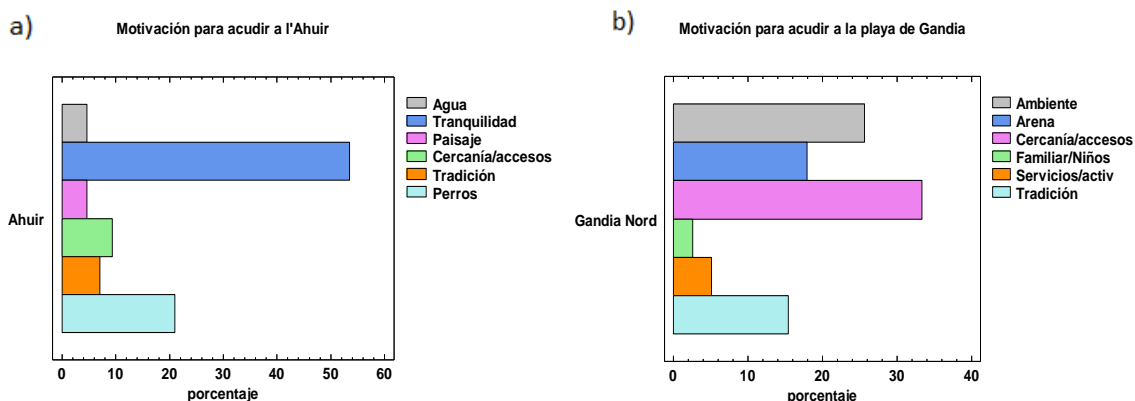 a)
Motivación para acudir a l'Ahuir
Agua
Tranquilidad
Paisaje
Cercanía/accesos
Tradición
Perros
Ahuir
0 10 20 30 40 50 60
porcentaje
b)
Motivación para acudir a la playa de Gandia
Ambiente
Arena
Cercanía/accesos
Familiar/Niños
Servicios/activ
Tradición
Gandia Nord
0 10 20 30 40
porcentaje